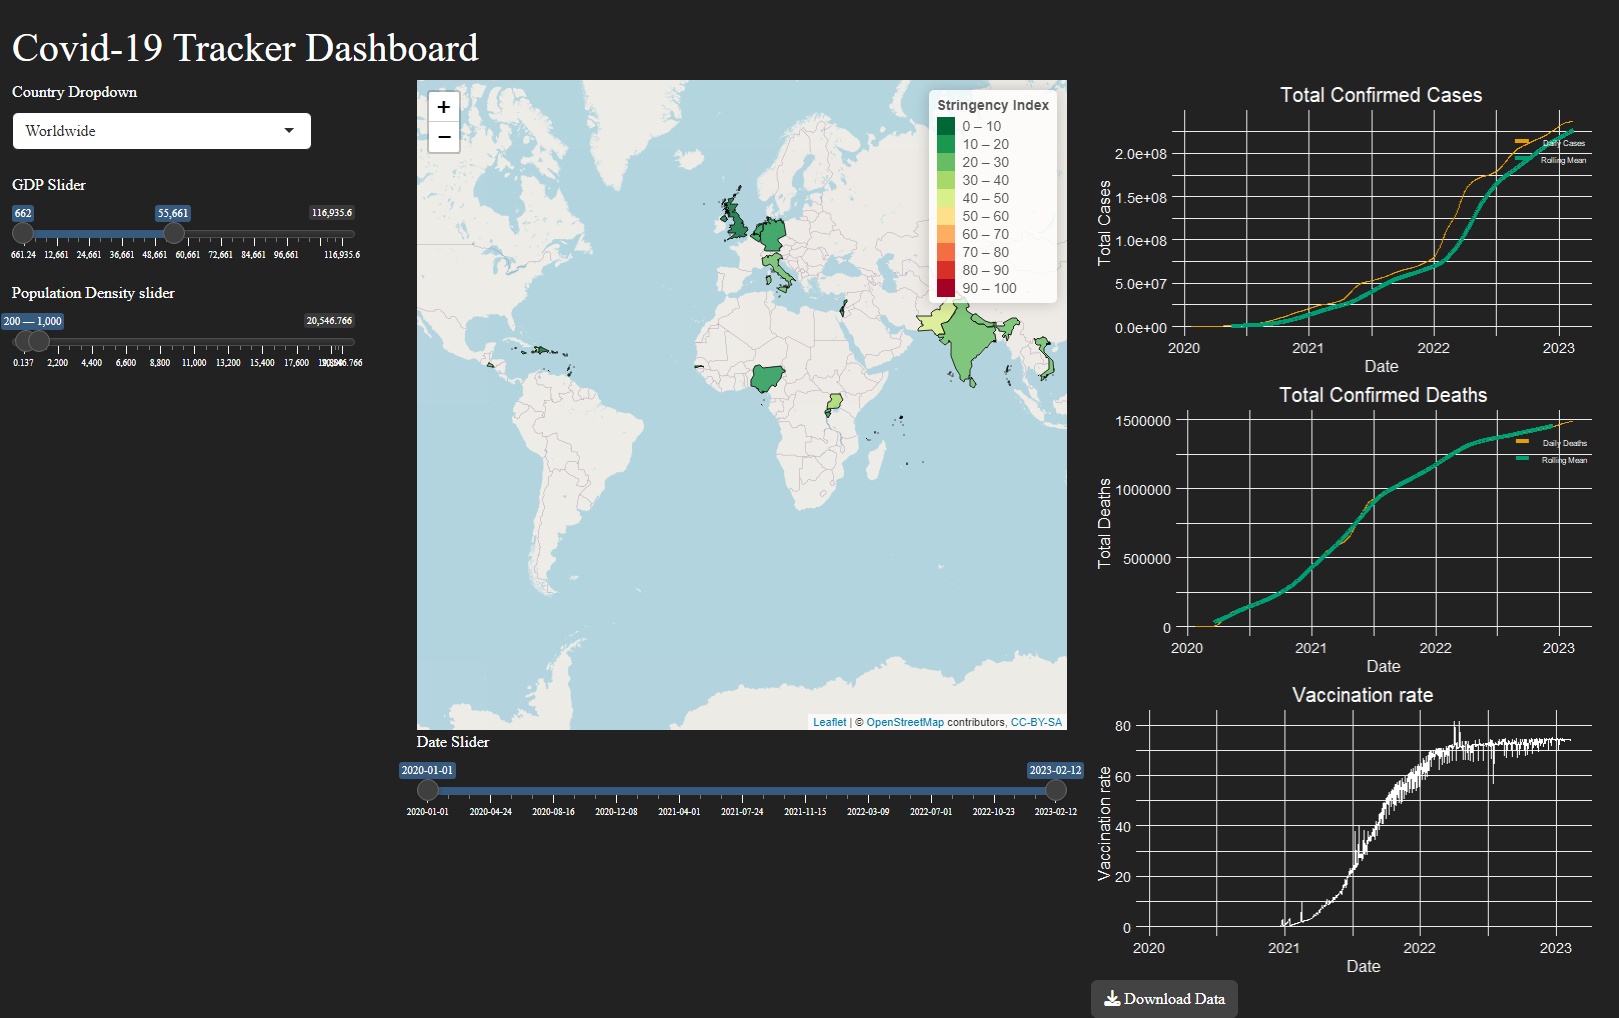 Covid-19 Tracker Dashboard
Country Dropdown
Worldwide
GDP Slider
662 55,661 116,935.6
661.24 12,661 24,661 36,661 48,661 60,661 72,661 84,661 96,661 116,935.6
Population Density slider
200 — 1,000 20,546.766
0.137 2,200 4,400 6,600 8,800 11,000 13,200 15,400 17,600
+
−
Stringency Index
0 – 10
10 – 20
20 – 30
30 – 40
40 – 50
50 – 60
60 – 70
70 – 80
80 – 90
90 – 100
Leaflet | © OpenStreetMap contributors, CC-BY-SA
Date Slider
2020-01-01 2023-02-12
2020-01-01 2020-04-24 2020-08-16 2020-12-08 2021-04-01 2021-07-24 2021-11-15 2022-03-09 2022-07-01 2022-10-23 2023-02-12
Total Confirmed Cases
Total Cases
2.0e+08
1.5e+08
1.0e+08
5.0e+07
0.0e+00
Daily Cases
Rolling Mean
2020 2021 2022 2023
Date
Total Confirmed Deaths
Total Deaths
1500000
1000000
500000
0
Daily Deaths
Rolling Mean
2020 2021 2022 2023
Date
Vaccination rate
Vaccination rate
80
60
40
20
0
2020 2021 2022 2023
Date
Download Data